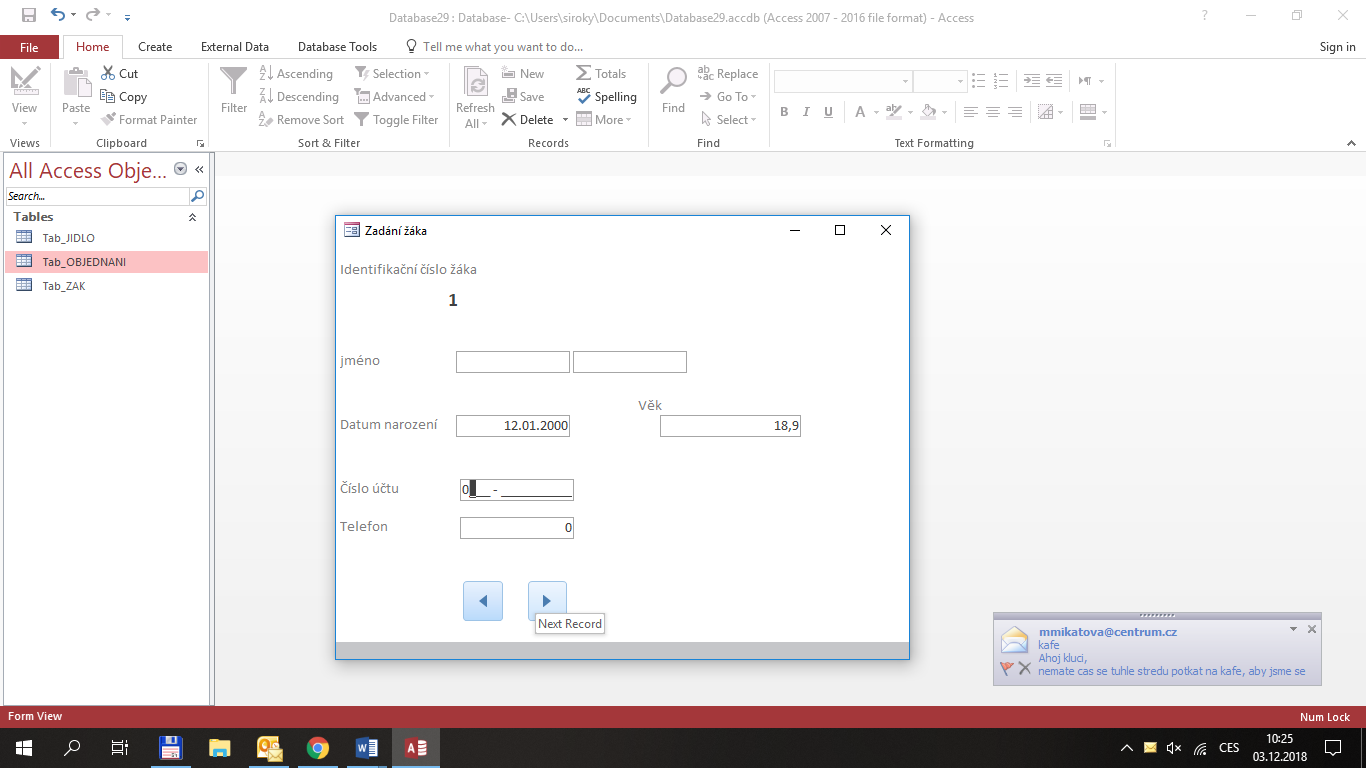 Database29 : Database- C:\Users\siroky\Documents\Database29.accdb (Access 2007 - 2016 file format) - Access
File Home Create External Data Database Tools Tell me what you want to do... Sign in
View
Views
Paste
Cut
Copy
Format Painter
Clipboard
Filter
Ascending
Descending
Remove Sort
Selection
Advanced
Toggle Filter
Sort & Filter
Refresh
All
New
Save
Delete
Totals
Spelling
More
Records
Find
Replace
Go To
Select
Find
B I U A
Text Formatting
All Access Obje...
Search...
Tables
Tab_JIDLO
Tab_OBJEDNANI
Tab_ZAK
Zadání žáka
Identifikační číslo žáka
1
jméno
Věk
Datum narození 12.01.2000 18,9
Číslo účtu 0___ - __________
Telefon 0
Next Record
mmikatova@centrum.cz
kafe
Ahoj kluci,
nemate cas se tuhle stredu potkat na kafe, aby jsme se
Form View Num Lock
CES
10:25
03.12.2018